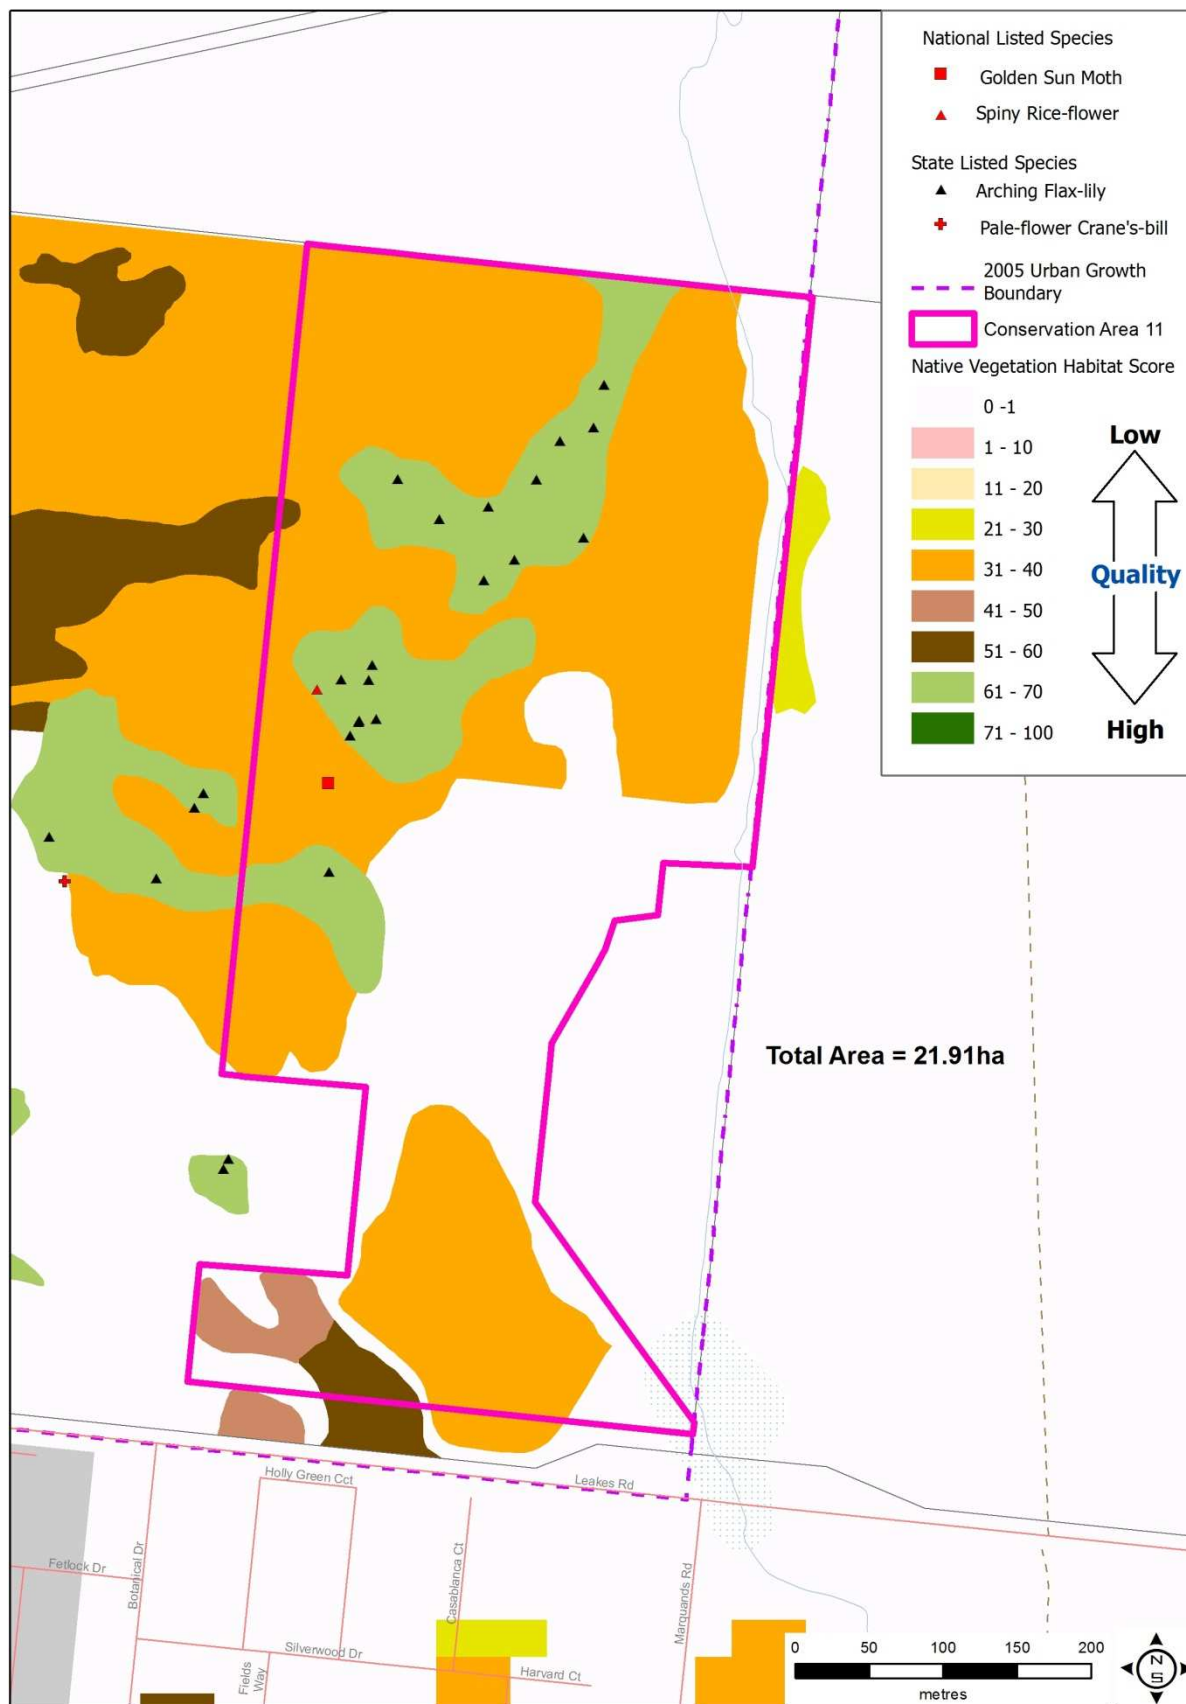 National Listed Species
Golden Sun Moth
Spiny Rice-flower
State Listed Species
Arching Flax-lily
Pale-flower Crane's-bill
2005 Urban Growth
Boundary
Conservation Area 11
Native Vegetation Habitat Score
0 -1
1 - 10
11 - 20
21 - 30
31 - 40
41 - 50
51 - 60
61 - 70
71 - 100
Low
Quality
High
Total Area = 21.91ha
Holly Green Cct
Leakes Rd
Fetlock Dr
Botanical Dr
Casablanca Ct
Marquands Rd
Silverwood Dr
Fields
Way
Harvard Ct
0 50 100 150 200
metres
N
S